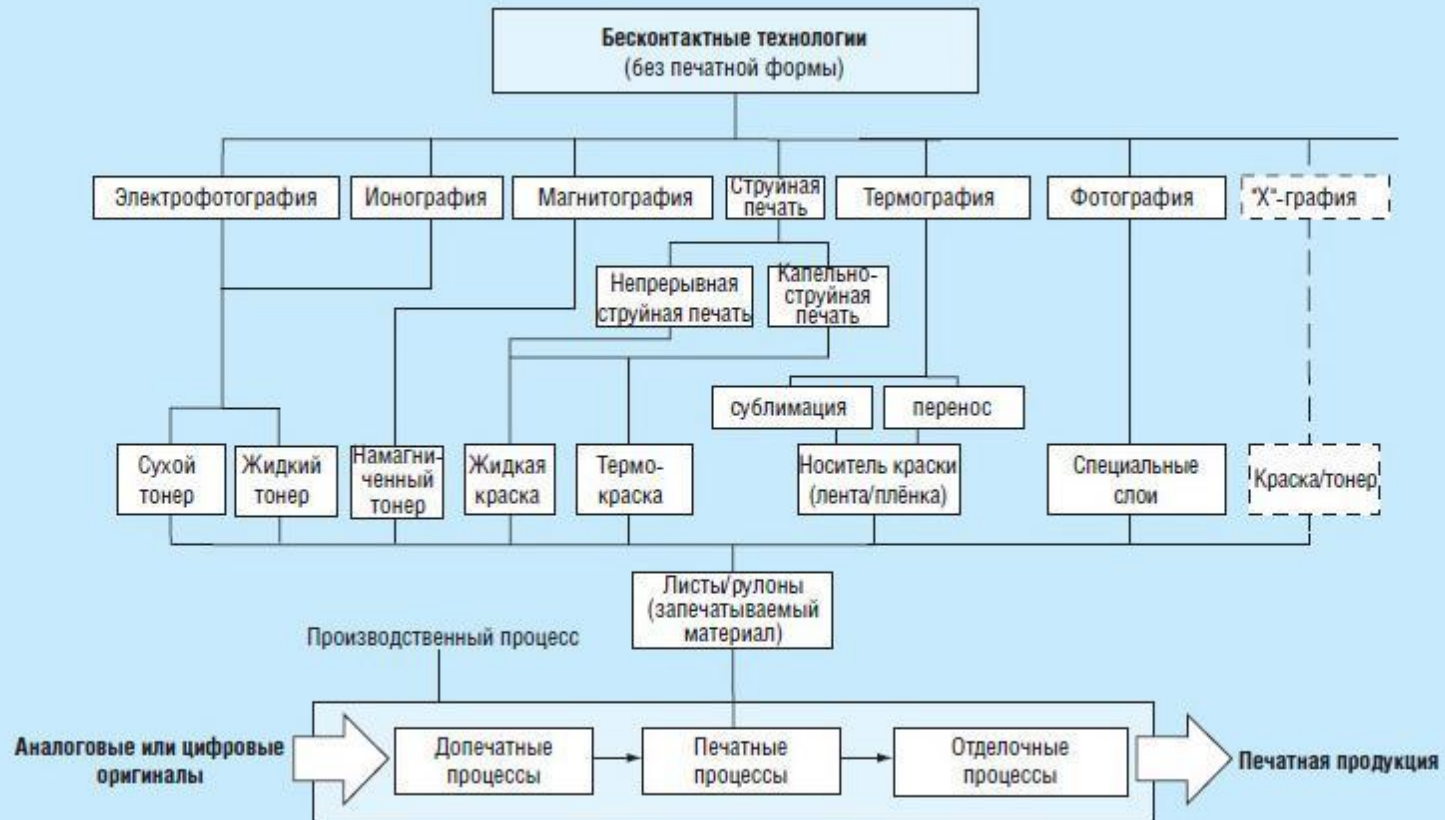 Бесконтактные технологии
(без печатной формы)
Электрофотография
Ионография
Магнитография
Струйная
печать
Термография
Фотография
"X"-графия
Непрерывная
струйная печать
Капельно-
струйная
печать
сублимация
перенос
Сухой
тонер
Жидкий
тонер
Намагни-
ченный
тонер
Жидкая
краска
Термо-
краска
Носитель краски
(лента/плёнка)
Специальные
слои
Краска/тонер
Листы/рулоны
(запечатываемый
материал)
Производственный процесс
Аналоговые или цифровые
оригиналы
Допечатные
процессы
Печатные
процессы
Отделочные
процессы
Печатная продукция